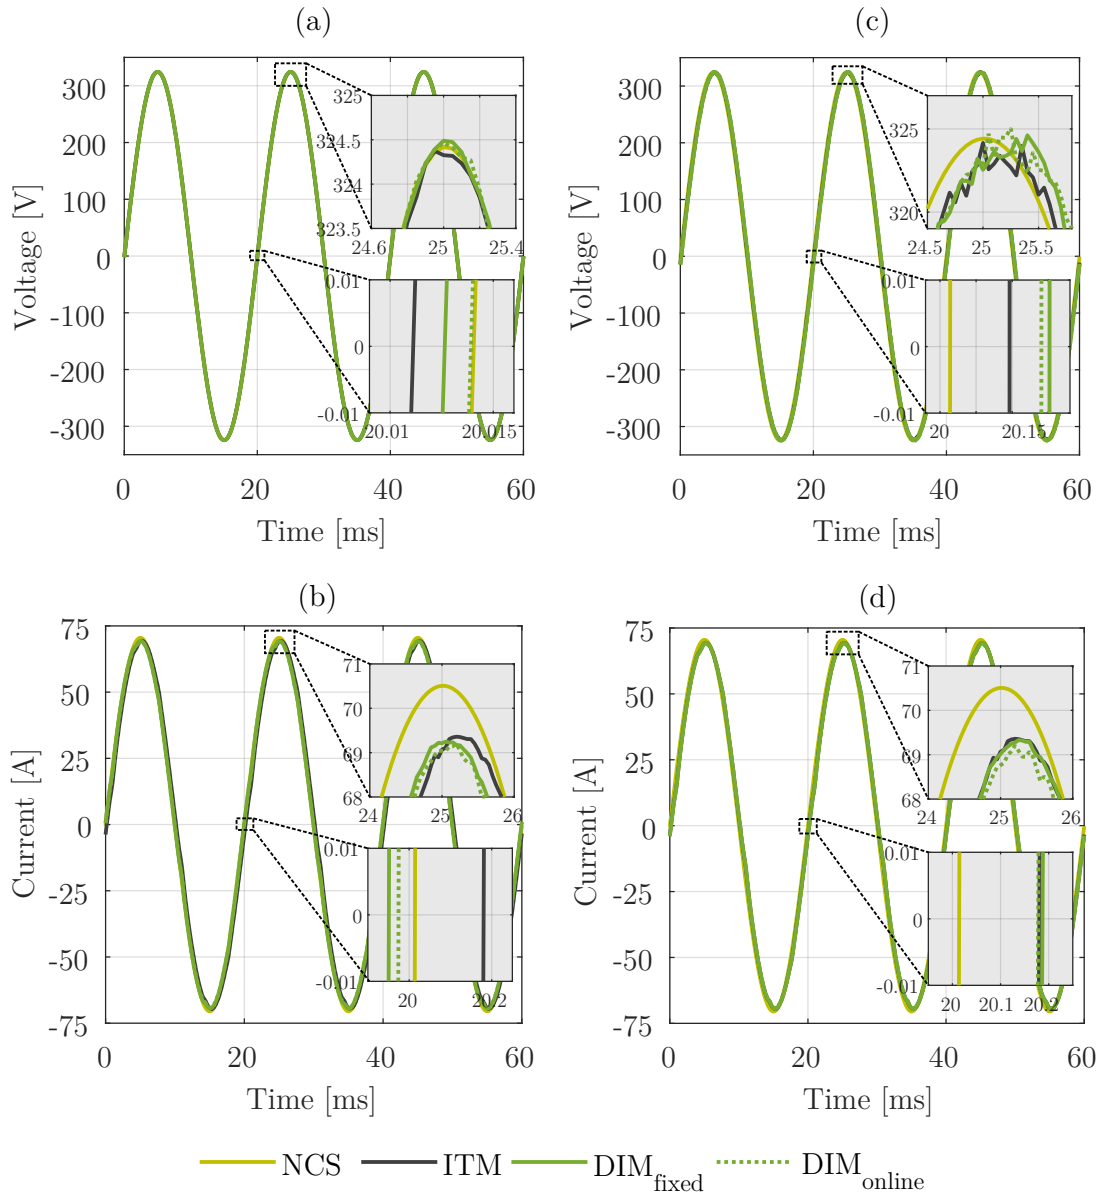 (a)
Voltage [V]
300
200
100
0
-100
-200
-300
0 20 40 60
Time [ms]
325
324.5
324
323.5
24.6 25 25.4
0.01
0
-0.01
20.01 20.015
(c)
Voltage [V]
300
200
100
0
-100
-200
-300
0 20 40 60
Time [ms]
325
320
24.5 25 25.5
0.01
0
-0.01
20 20.15
(b)
Current [A]
75
50
25
0
-25
-50
-75
0 20 40 60
Time [ms]
71
70
69
68
24 25 26
0.01
0
-0.01
20 20.2
(d)
Current [A]
75
50
25
0
-25
-50
-75
0 20 40 60
Time [ms]
71
70
69
68
24 25 26
0.01
0
-0.01
20 20.1 20.2
NCS ITM DIM_fixed DIM_online